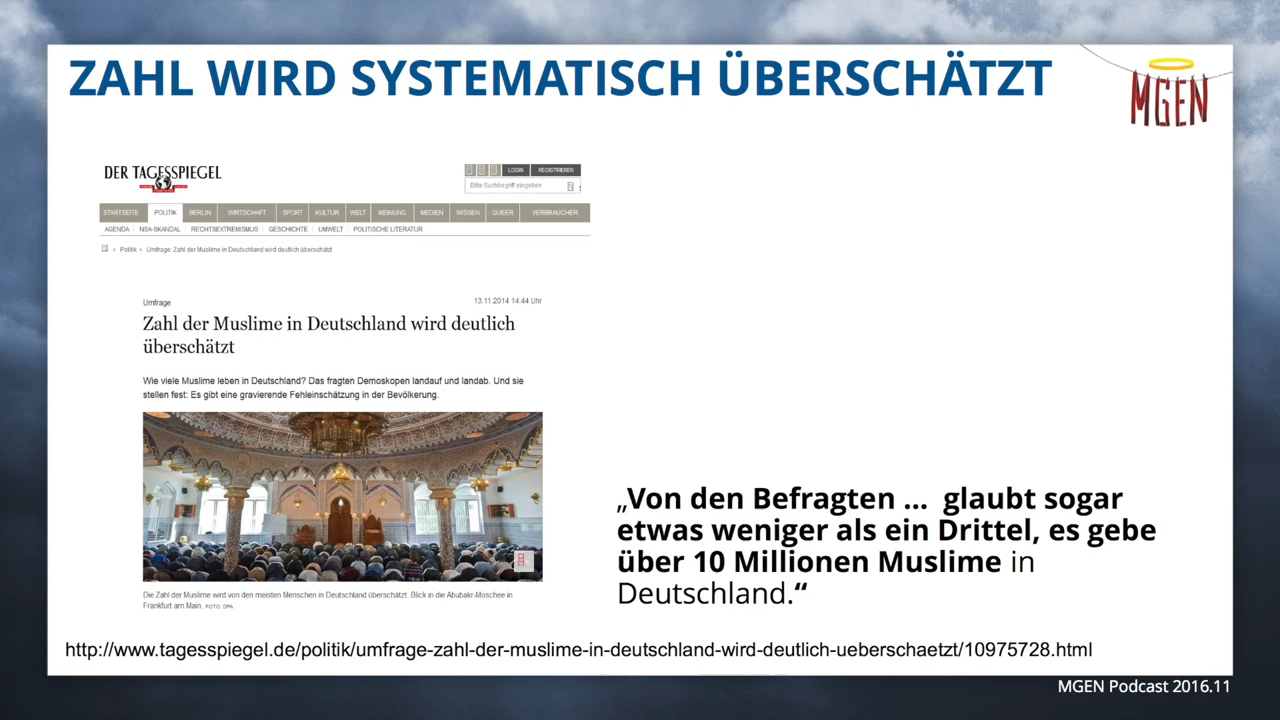 ZAHL WIRD SYSTEMATISCH ÜBERSCHÄTZT
MGEN
DER TAGESSPIEGEL
LOGIN REGISTRIEREN
Bitte Suchbegriff eingeben
STARTSEITE POLITIK BERLIN WIRTSCHAFT SPORT KULTUR WELT MEINUNG MEDIEN WISSEN QUEER VERBRAUCHER
AGENDA NSA-SKANDAL RECHTSEXTREMISMUS GESCHICHTE UMWELT POLITISCHE LITERATUR
> Politik > Umfrage: Zahl der Muslime in Deutschland wird deutlich überschätzt
Umfrage 13.11.2014 14.44 Uhr
Zahl der Muslime in Deutschland wird deutlich
überschätzt
Wie viele Muslime leben in Deutschland? Das fragten Demoskopen landauf und landab. Und sie
stellen fest: Es gibt eine gravierende Fehleinschätzung in der Bevölkerung.
Die Zahl der Muslime wird von den meisten Menschen in Deutschland überschätzt. Blick in die Abubakr-Moschee in
Frankfurt am Main. FOTO: DPA
„Von den Befragten ... glaubt sogar
etwas weniger als ein Drittel, es gebe
über 10 Millionen Muslime in
Deutschland.“
http://www.tagesspiegel.de/politik/umfrage-zahl-der-muslime-in-deutschland-wird-deutlich-ueberschaetzt/10975728.html
MGEN Podcast 2016.11